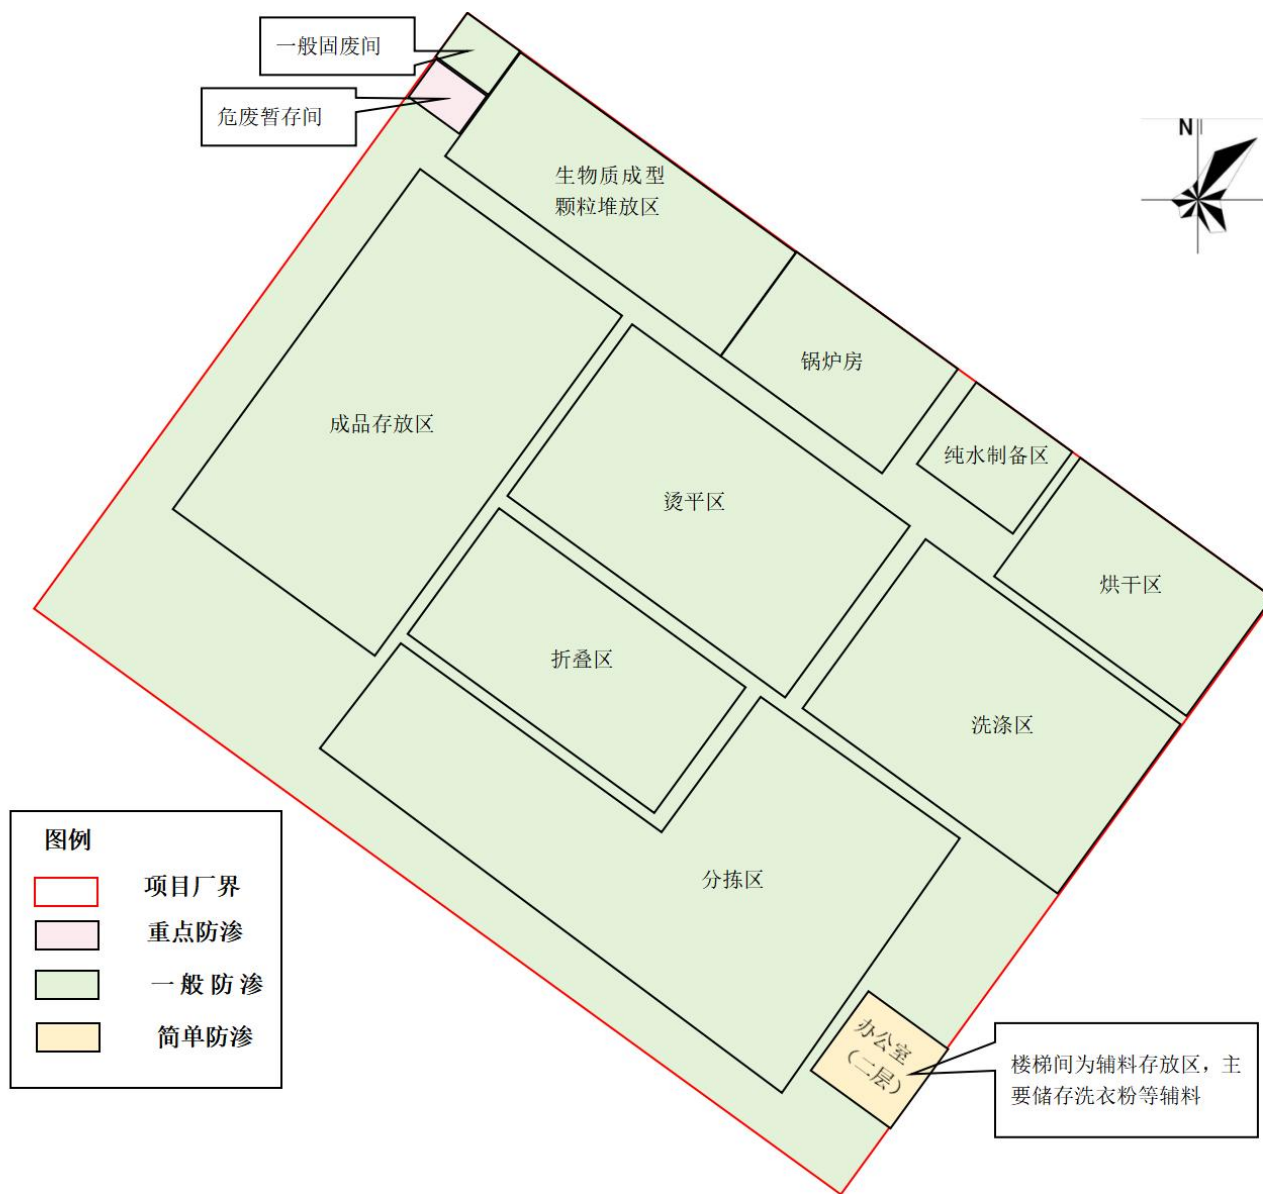 一般固废间
危废暂存间
N
生物质成型
颗粒堆放区
锅炉房
成品存放区
纯水制备区
烫平区
烘干区
折叠区
洗涤区
分拣区
图例
项目厂界
重点防渗
一般防渗
简单防渗
办公室
（二层）
楼梯间为辅料存放区，主
要储存洗衣粉等辅料